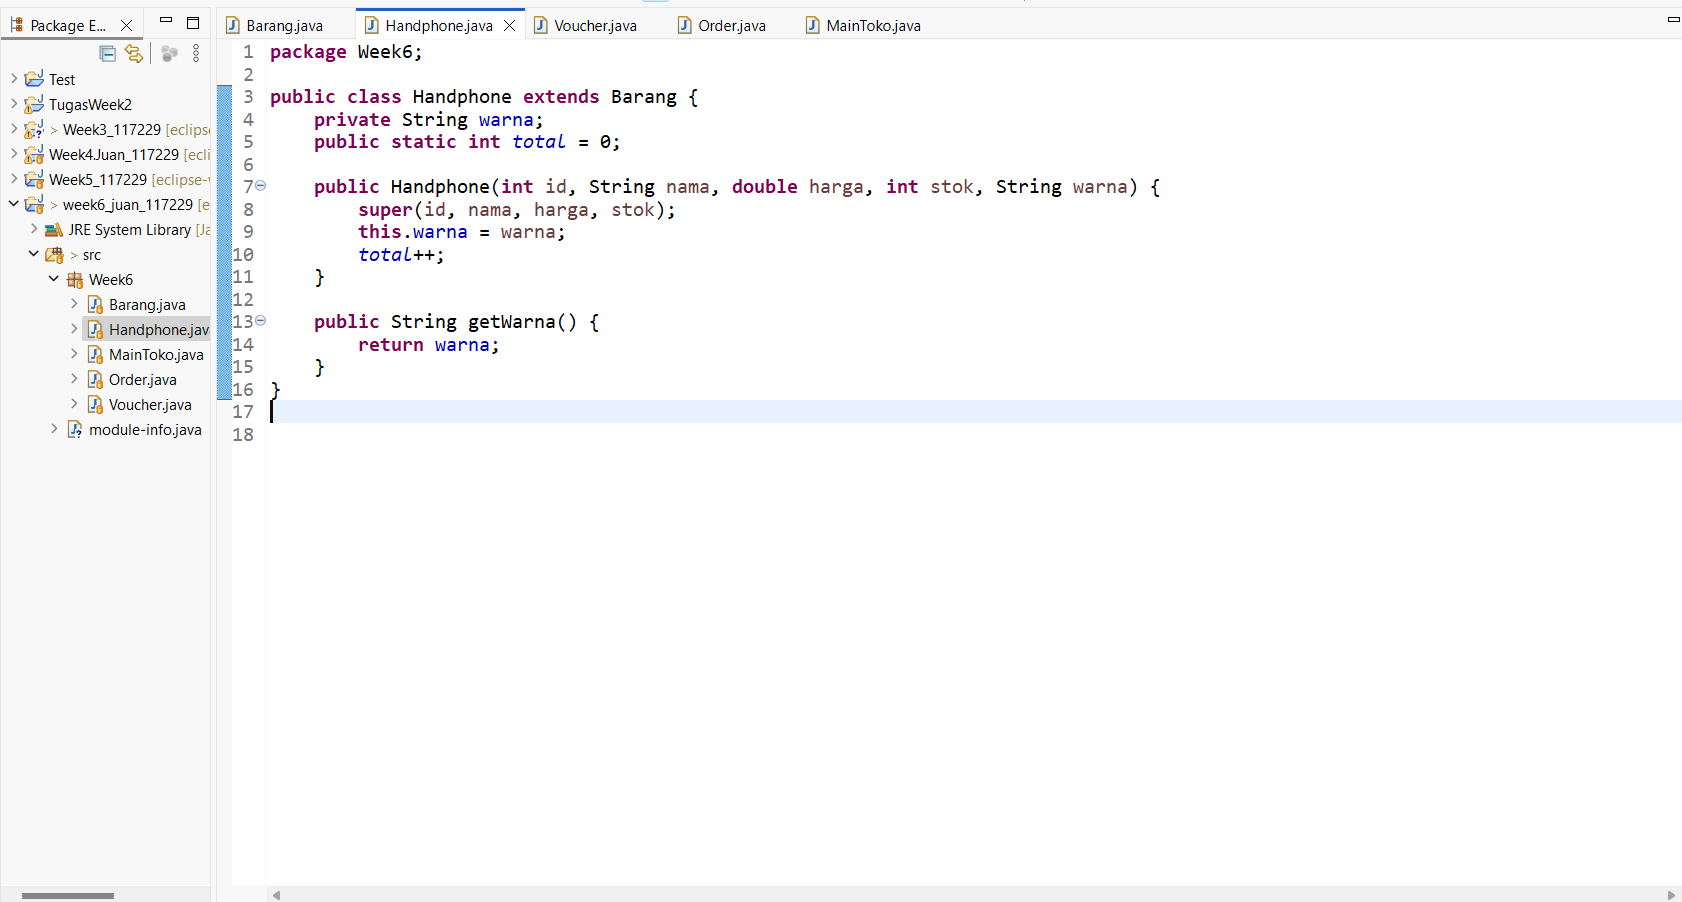 Package E...
Barang.java
Handphone.java
Voucher.java
Order.java
MainToko.java
Test
TugasWeek2
> Week3_117229 [eclips
Week4.Juan_117229 [ecli
Week5_117229 [eclipse-
> week6_juan_117229 [e
JRE System Library [Ja
> src
Week6
Barang.java
Handphone.jav
MainToko.java
Order.java
Voucher.java
module-info.java
1 package Week6;
2
3 public class Handphone extends Barang {
4 private String warna;
5 public static int total = 0;
6
7 public Handphone(int id, String nama, double harga, int stok, String warna) {
8 super(id, nama, harga, stok);
9 this.warna = warna;
10 total++;
11 }
12
13 public String getWarna() {
14 return warna;
15 }
16 }
17
18